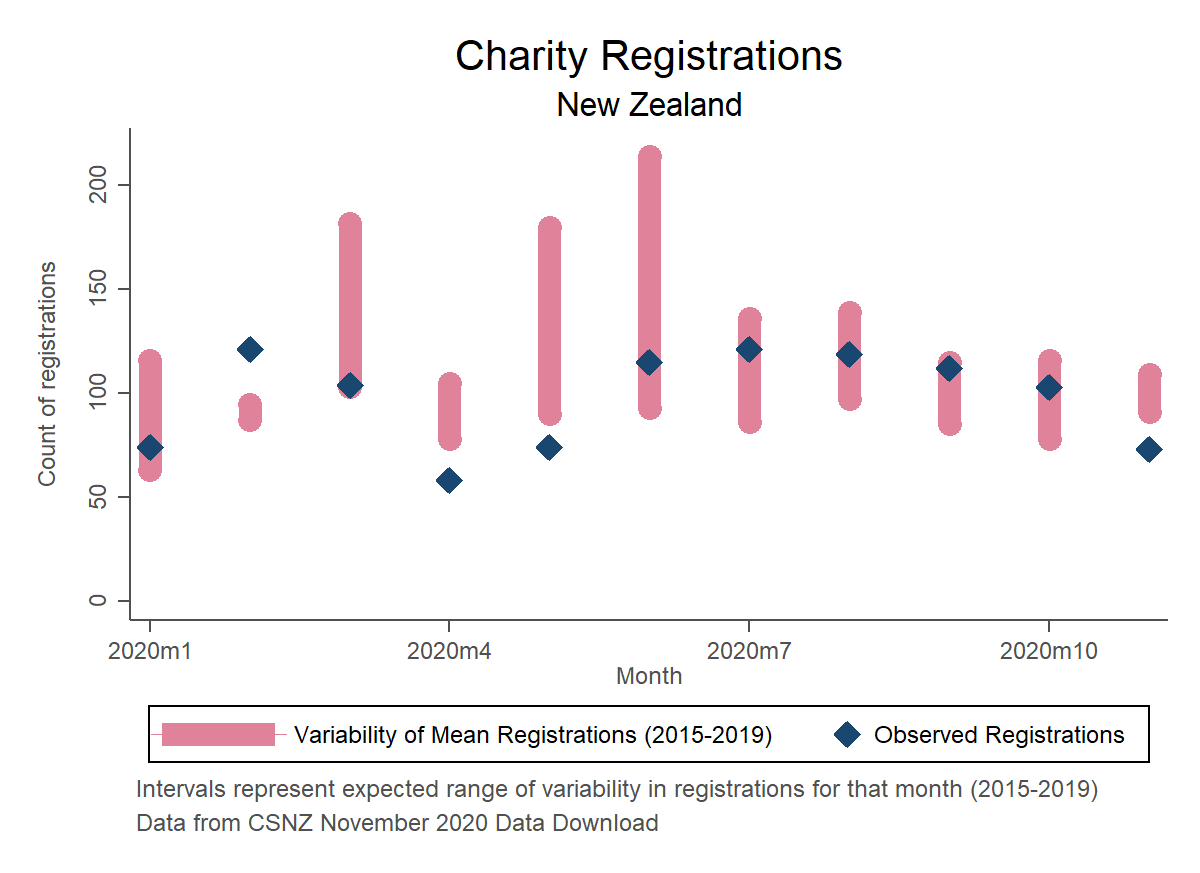 Charity Registrations
New Zealand
Count of registrations
200
150
100
50
0
2020m1 2020m4 2020m7 2020m10
Month
Variability of Mean Registrations (2015-2019) Observed Registrations
Intervals represent expected range of variability in registrations for that month (2015-2019)
Data from CSNZ November 2020 Data Download